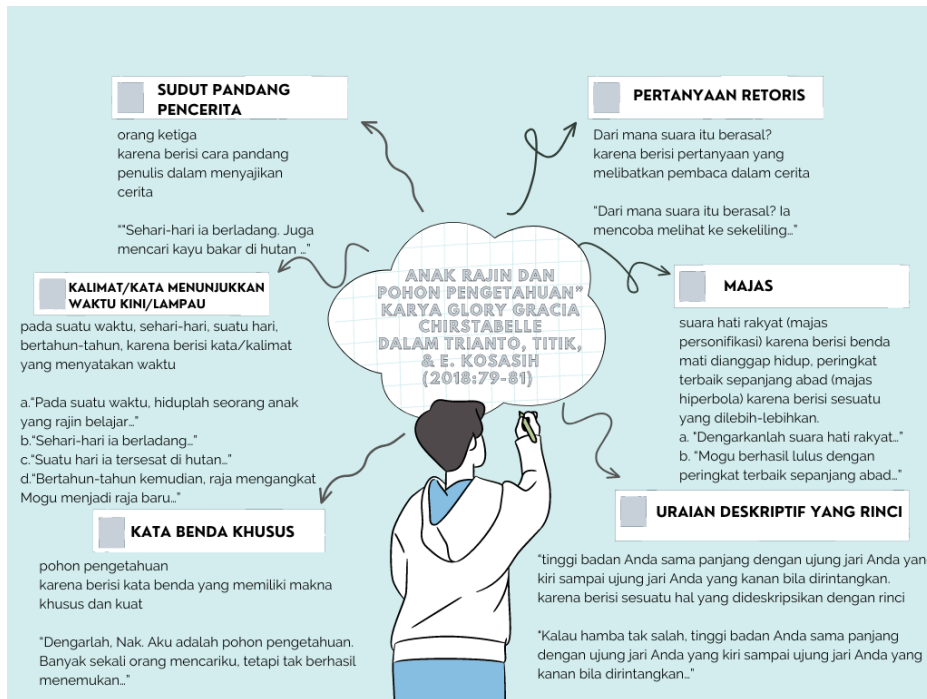 SUDUT PANDANG
PENCERITA
orang ketiga
karena berisi cara pandang
penulis dalam menyajikan
cerita
""Sehari-hari ia berladang. Juga
mencari kayu bakar di hutan ..."
KALIMAT/KATA MENUNJUKKAN
WAKTU KINI/LAMPAU
pada suatu waktu, sehari-hari, suatu hari,
bertahun-tahun, karena berisi kata/kalimat
yang menyatakan waktu
a."Pada suatu waktu, hiduplah seorang anak
yang rajin belajar..."
b."Sehari-hari ia berladang..."
c."Suatu hari ia tersesat di hutan..."
d."Bertahun-tahun kemudian, raja mengangkat
Mogu menjadi raja baru..."
KATA BENDA KHUSUS
pohon pengetahuan
karena berisi kata benda yang memiliki makna
khusus dan kuat
"Dengarlah, Nak. Aku adalah pohon pengetahuan.
Banyak sekali orang mencariku, tetapi tak berhasil
menemukan..."
ANAK RAJIN DAN
POHON PENGETAHUAN"
KARYA GLORY GRACIA
CHIRSTABELLE
DALAM TRIANTO, TITIK,
& E. KOSASIH
(2018:79-81)
PERTANYAAN RETORIS
Dari mana suara itu berasal?
karena berisi pertanyaan yang
melibatkan pembaca dalam cerita
"Dari mana suara itu berasal? Ia
mencoba melihat ke sekeliling..."
MAJAS
suara hati rakyat (majas
personifikasi) karena berisi benda
mati dianggap hidup, peringkat
terbaik sepanjang abad (majas
hiperbola) karena berisi sesuatu
yang dilebih-lebihkan.
a. "Dengarkanlah suara hati rakyat..."
b. "Mogu berhasil lulus dengan
peringkat terbaik sepanjang abad..."
URAIAN DESKRIPTIF YANG RINCI
"tinggi badan Anda sama panjang dengan ujung jari Anda yan
kiri sampai ujung jari Anda yang kanan bila dirintangkan.
karena berisi sesuatu hal yang dideskripsikan dengan rinci
"Kalau hamba tak salah, tinggi badan Anda sama panjang
dengan ujung jari Anda yang kiri sampai ujung jari Anda yang
kanan bila dirintangkan..."